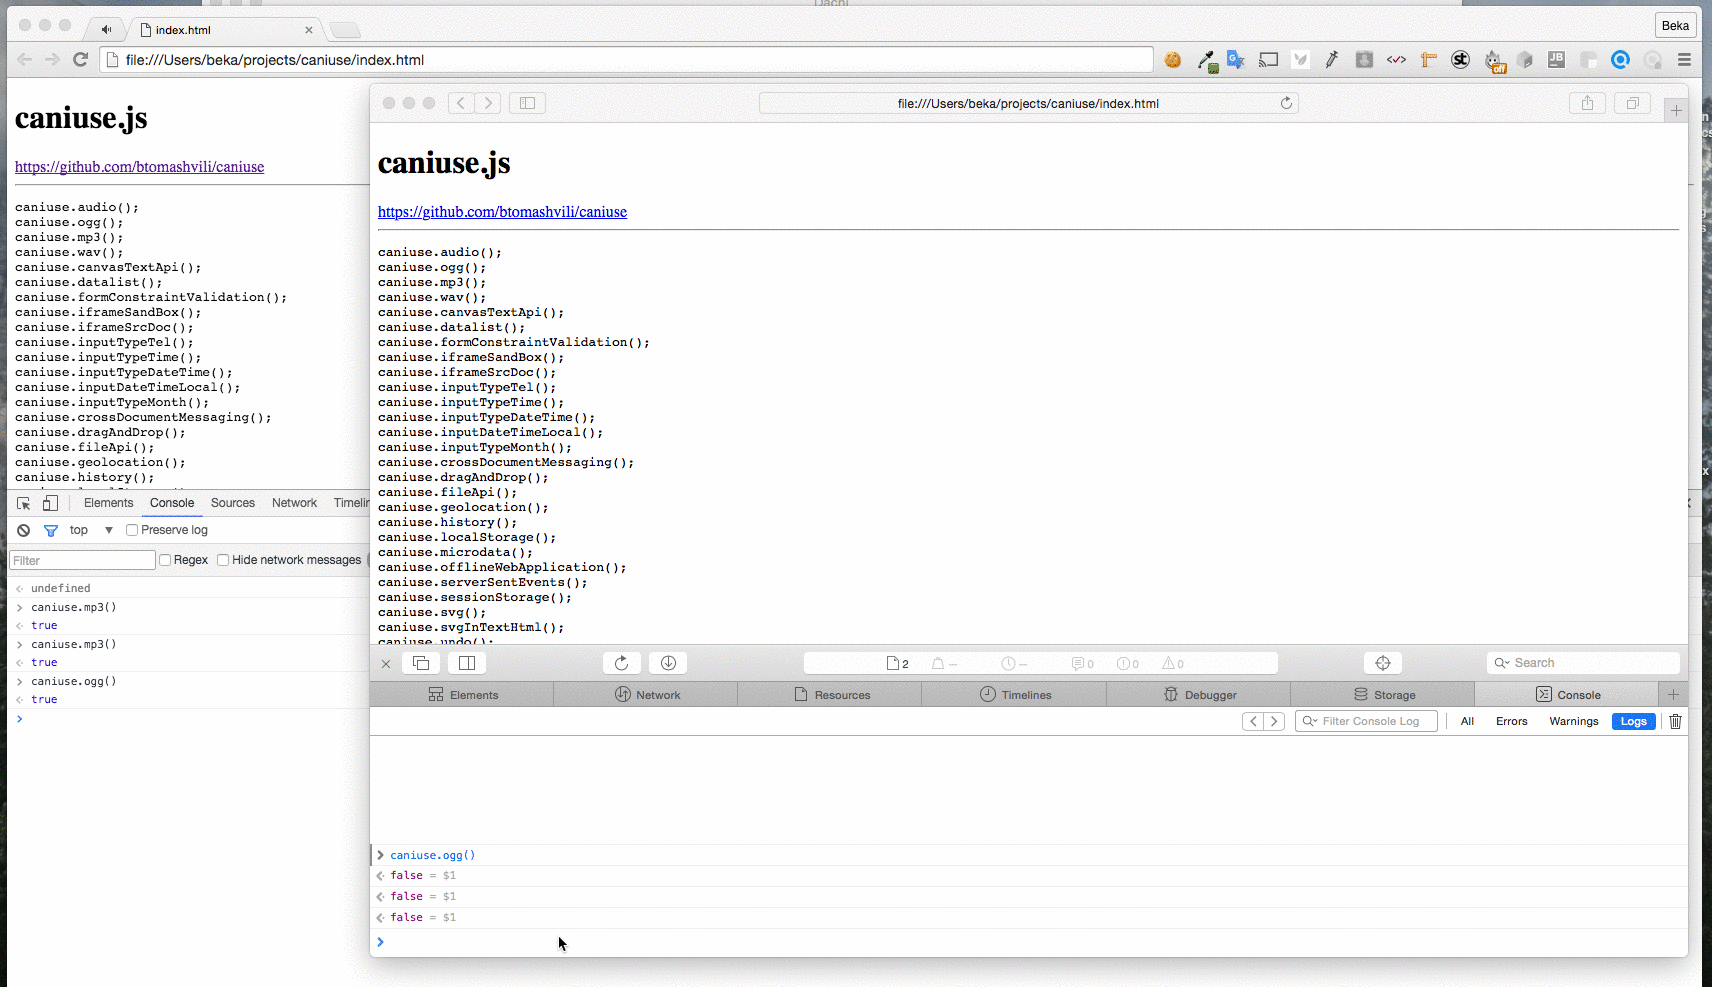 Dachi
index.html
Beka
file:///Users/beka/projects/caniuse/index.html
off
JB
caniuse.js
https://github.com/btomashvili/caniuse
caniuse.audio();
caniuse.ogg();
caniuse.mp3();
caniuse.wav();
caniuse.canvasTextApi();
caniuse.datalist();
caniuse.formConstraintValidation();
caniuse.iframeSandBox();
caniuse.iframeSrcDoc();
caniuse.inputTypeTel();
caniuse.inputTypeTime();
caniuse.inputTypeDateTime();
caniuse.inputDateTimeLocal();
caniuse.inputTypeMonth();
caniuse.crossDocumentMessaging();
caniuse.dragAndDrop();
caniuse.fileApi();
caniuse.geolocation();
caniuse.history();
Elements Console Sources Network Timelin
top Preserve log
Filter Regex Hide network messages
undefined
caniuse.mp3()
true
caniuse.mp3()
true
caniuse.ogg()
true
file:///Users/beka/projects/caniuse/index.html
caniuse.js
https://github.com/btomashvili/caniuse
caniuse.audio();
caniuse.ogg();
caniuse.mp3();
caniuse.wav();
caniuse.canvasTextApi();
caniuse.datalist();
caniuse.formConstraintValidation();
caniuse.iframeSandBox();
caniuse.iframeSrcDoc();
caniuse.inputTypeTel();
caniuse.inputTypeTime();
caniuse.inputTypeDateTime();
caniuse.inputDateTimeLocal();
caniuse.inputTypeMonth();
caniuse.crossDocumentMessaging();
caniuse.dragAndDrop();
caniuse.fileApi();
caniuse.geolocation();
caniuse.history();
caniuse.localStorage();
caniuse.microdata();
caniuse.offlineWebApplication();
caniuse.serverSentEvents();
caniuse.sessionStorage();
caniuse.svg();
caniuse.svgInTextHtml();
caniuse.undo();
2 – – 0 0 0 Search
Elements Network Resources Timelines Debugger Storage Console
Filter Console Log All Errors Warnings Logs
caniuse.ogg()
false = $1
false = $1
false = $1